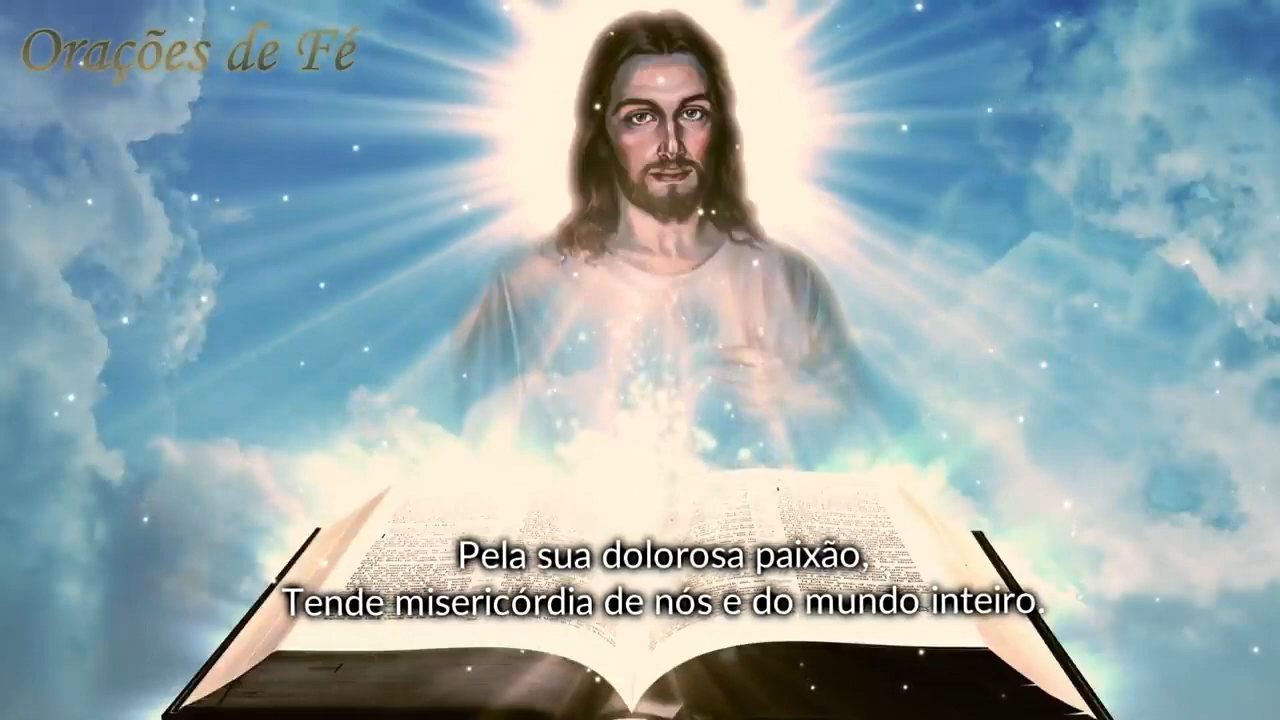 Orações de Fé
Pela sua dolorosa paixão,
Tende misericórdia de nós e do mundo inteiro.